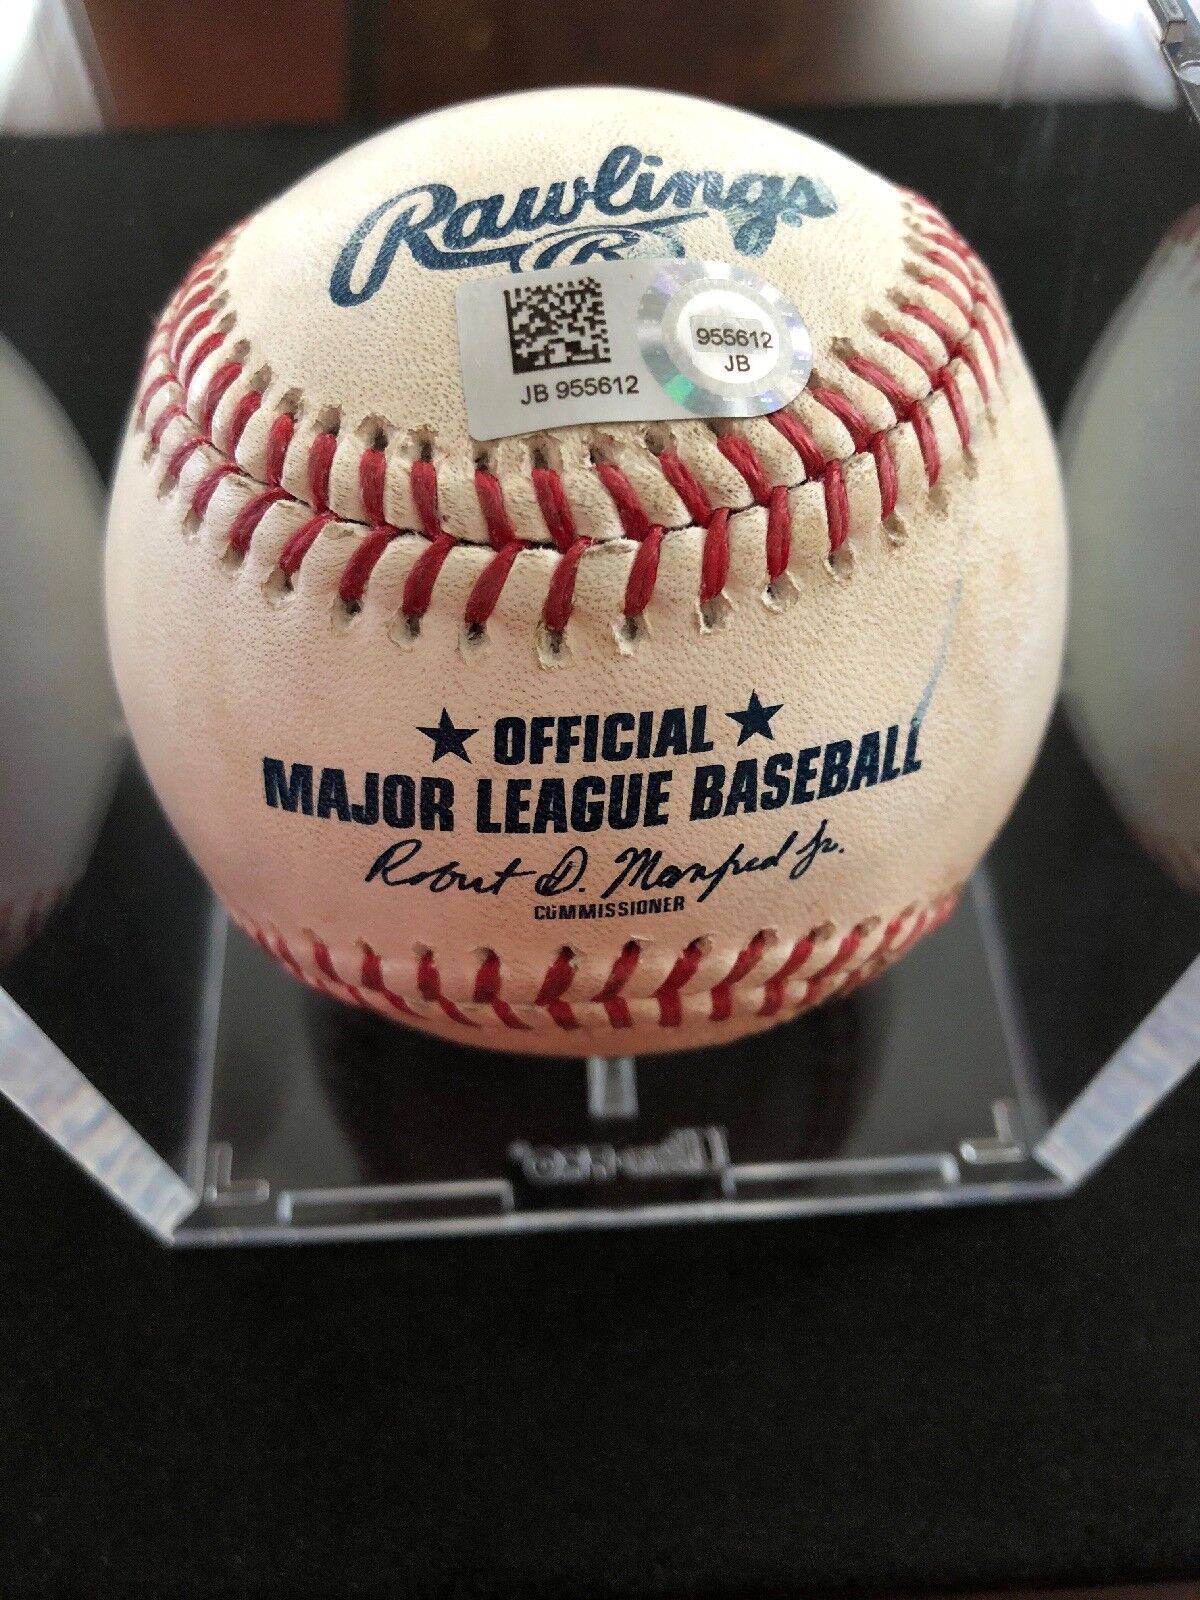 Rawlings
R
JB 955612
955612
JB
OFFICIAL
MAJOR LEAGUE BASEBALL
Robert D. Manfred Jr.
COMMISSIONER